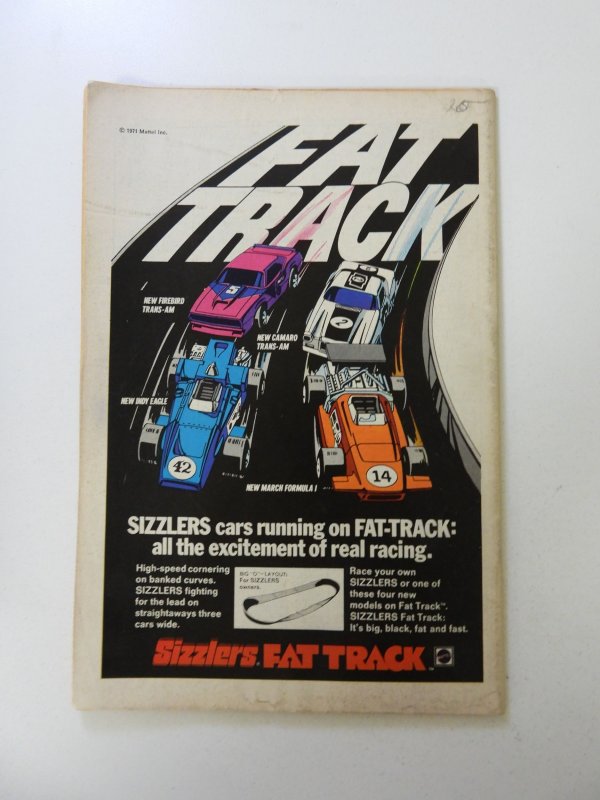 20
© 1971 Mattel Inc.
FAT
TRACK
5
NEW FIREBIRD
TRANS-AM
2
NEW CAMARO
TRANS-AM
NEW INDY EAGLE
42
14
NEW MARCH FORMULA I
SIZZLERS cars running on FAT-TRACK:
all the excitement of real racing.
High-speed cornering
on banked curves.
SIZZLERS fighting
for the lead on
straightaways three
cars wide.
BIG "O"-LAYOUT:
For SIZZLERS
owners.
Race your own
SIZZLERS or one of
these four new
models on Fat Track™.
SIZZLERS Fat Track:
It's big, black, fat and fast.
Sizzlers® FAT TRACK™